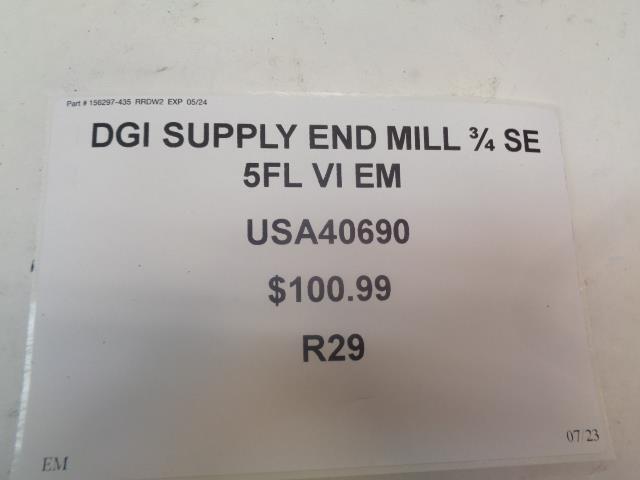 Part # 156297-435 RRDW2 EXP 05/24
DGI SUPPLY END MILL ¾ SE
5FL VI EM
USA40690
$100.99
R29
EM
07/23